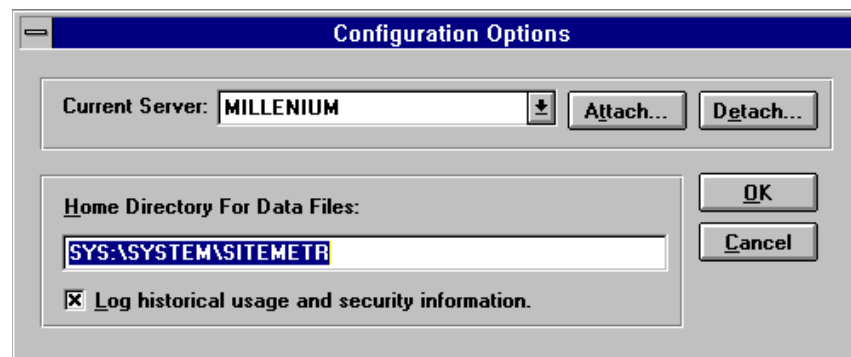 Configuration Options
Current Server: MILLENIUM Attach... Detach...
OK
Home Directory For Data Files:
Cancel
SYS:\SYSTEM\SITEMETR
Log historical usage and security information.